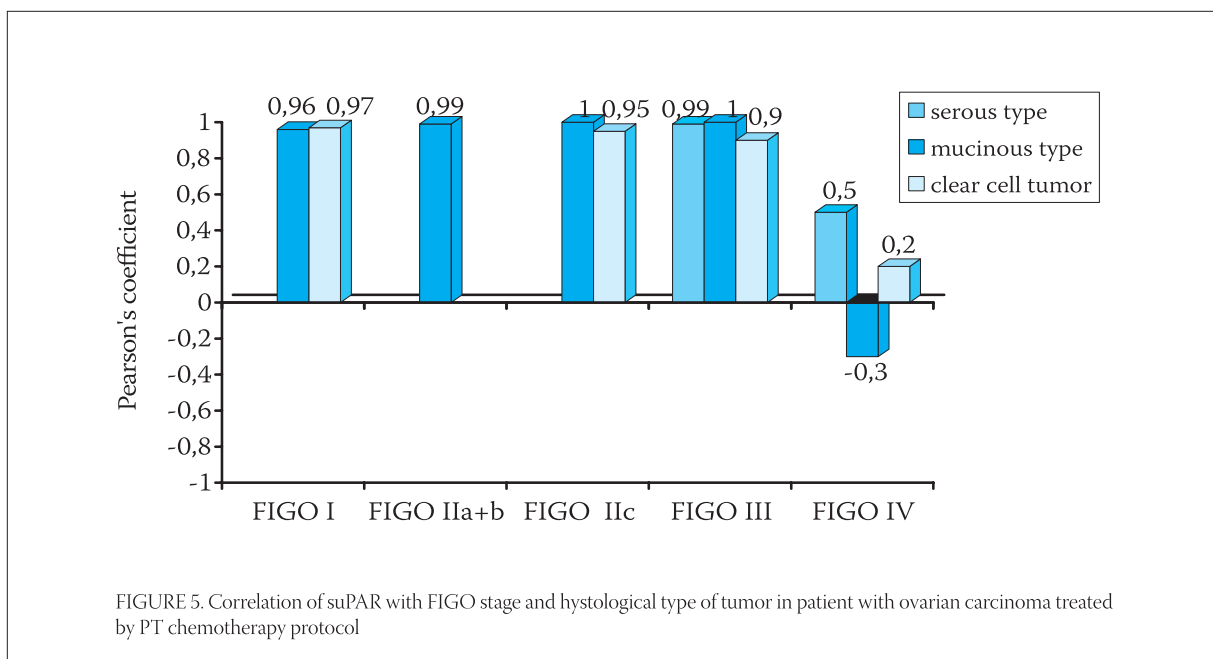 0,96 0,97 0,99 1 0,95 0,99 1 0,9
serous type
mucinous type
clear cell tumor
0,5
0,2
-0,3
Pearson's coefficient
1
0,8
0,6
0,4
0,2
0
-0,2
-0,4
-0,6
-0,8
-1
FIGO I FIGO IIa+b FIGO IIc FIGO III FIGO IV
FIGURE 5. Correlation of suPAR with FIGO stage and hystological type of tumor in patient with ovarian carcinoma treated
by PT chemotherapy protocol